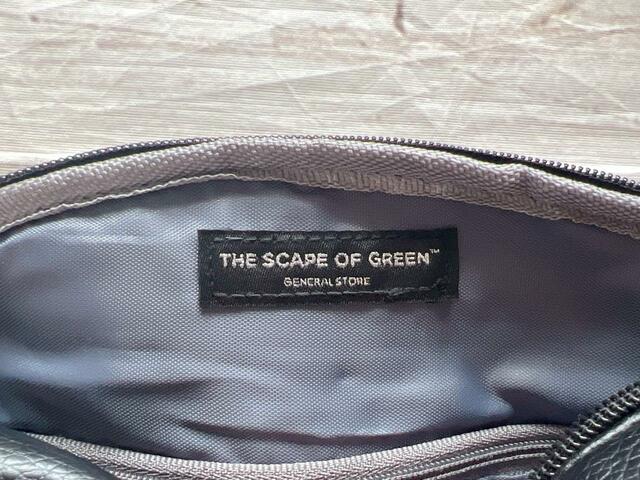 THE SCAPE OF GREEN™
GENERAL STORE